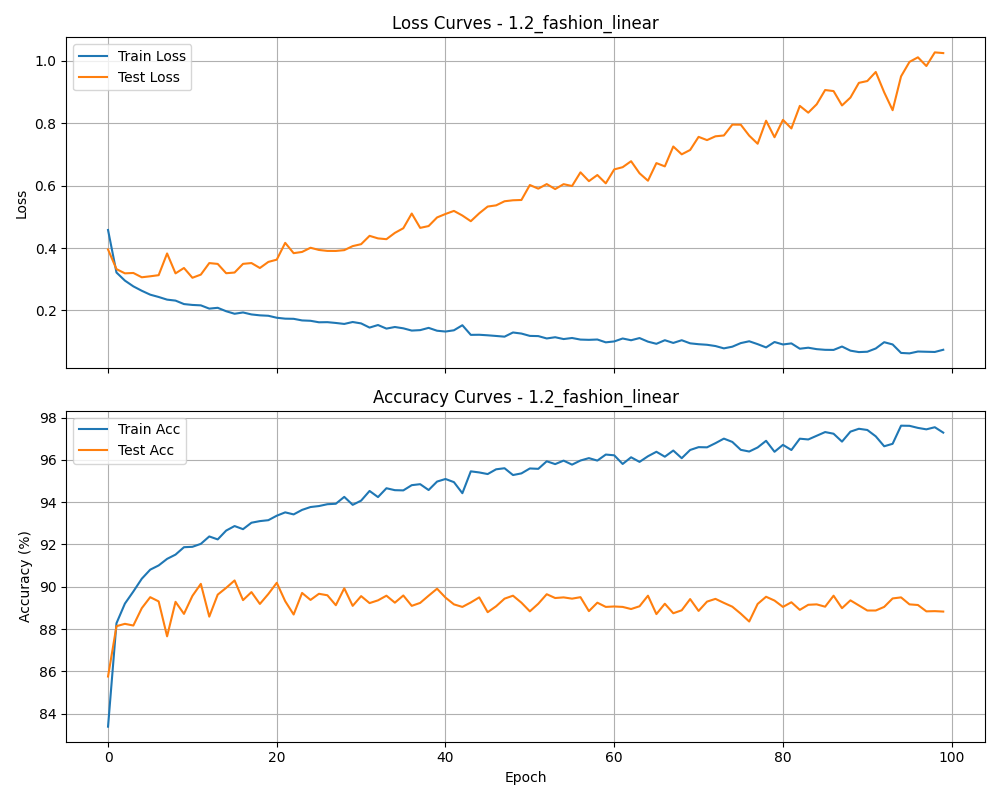 Loss Curves - 1.2_fashion_linear
Train Loss
Test Loss
Loss
1.0
0.8
0.6
0.4
0.2
Accuracy Curves - 1.2_fashion_linear
Train Acc
Test Acc
Accuracy (%)
98
96
94
92
90
88
86
84
0 20 40 60 80 100
Epoch